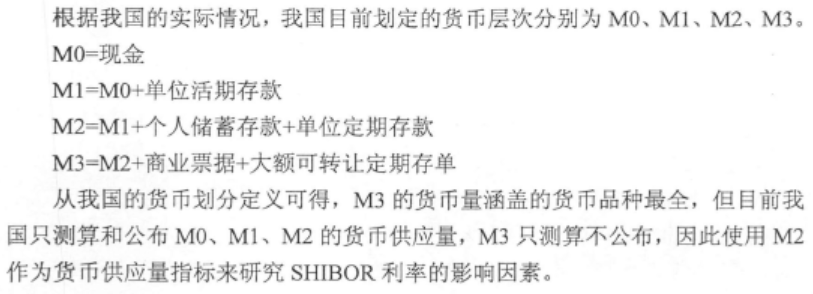 根据我国的实际情况，我国目前划定的货币层次分别为 M0、M1、M2、M3。
M0=现金
M1=M0+单位活期存款
M2=M1+个人储蓄存款+单位定期存款
M3=M2+商业票据+大额可转让定期存单
从我国的货币划分定义可得，M3 的货币量涵盖的货币品种最全，但目前我
国只测算和公布 M0、M1、M2 的货币供应量，M3 只测算不公布，因此使用 M2
作为货币供应量指标来研究 SHIBOR 利率的影响因素。